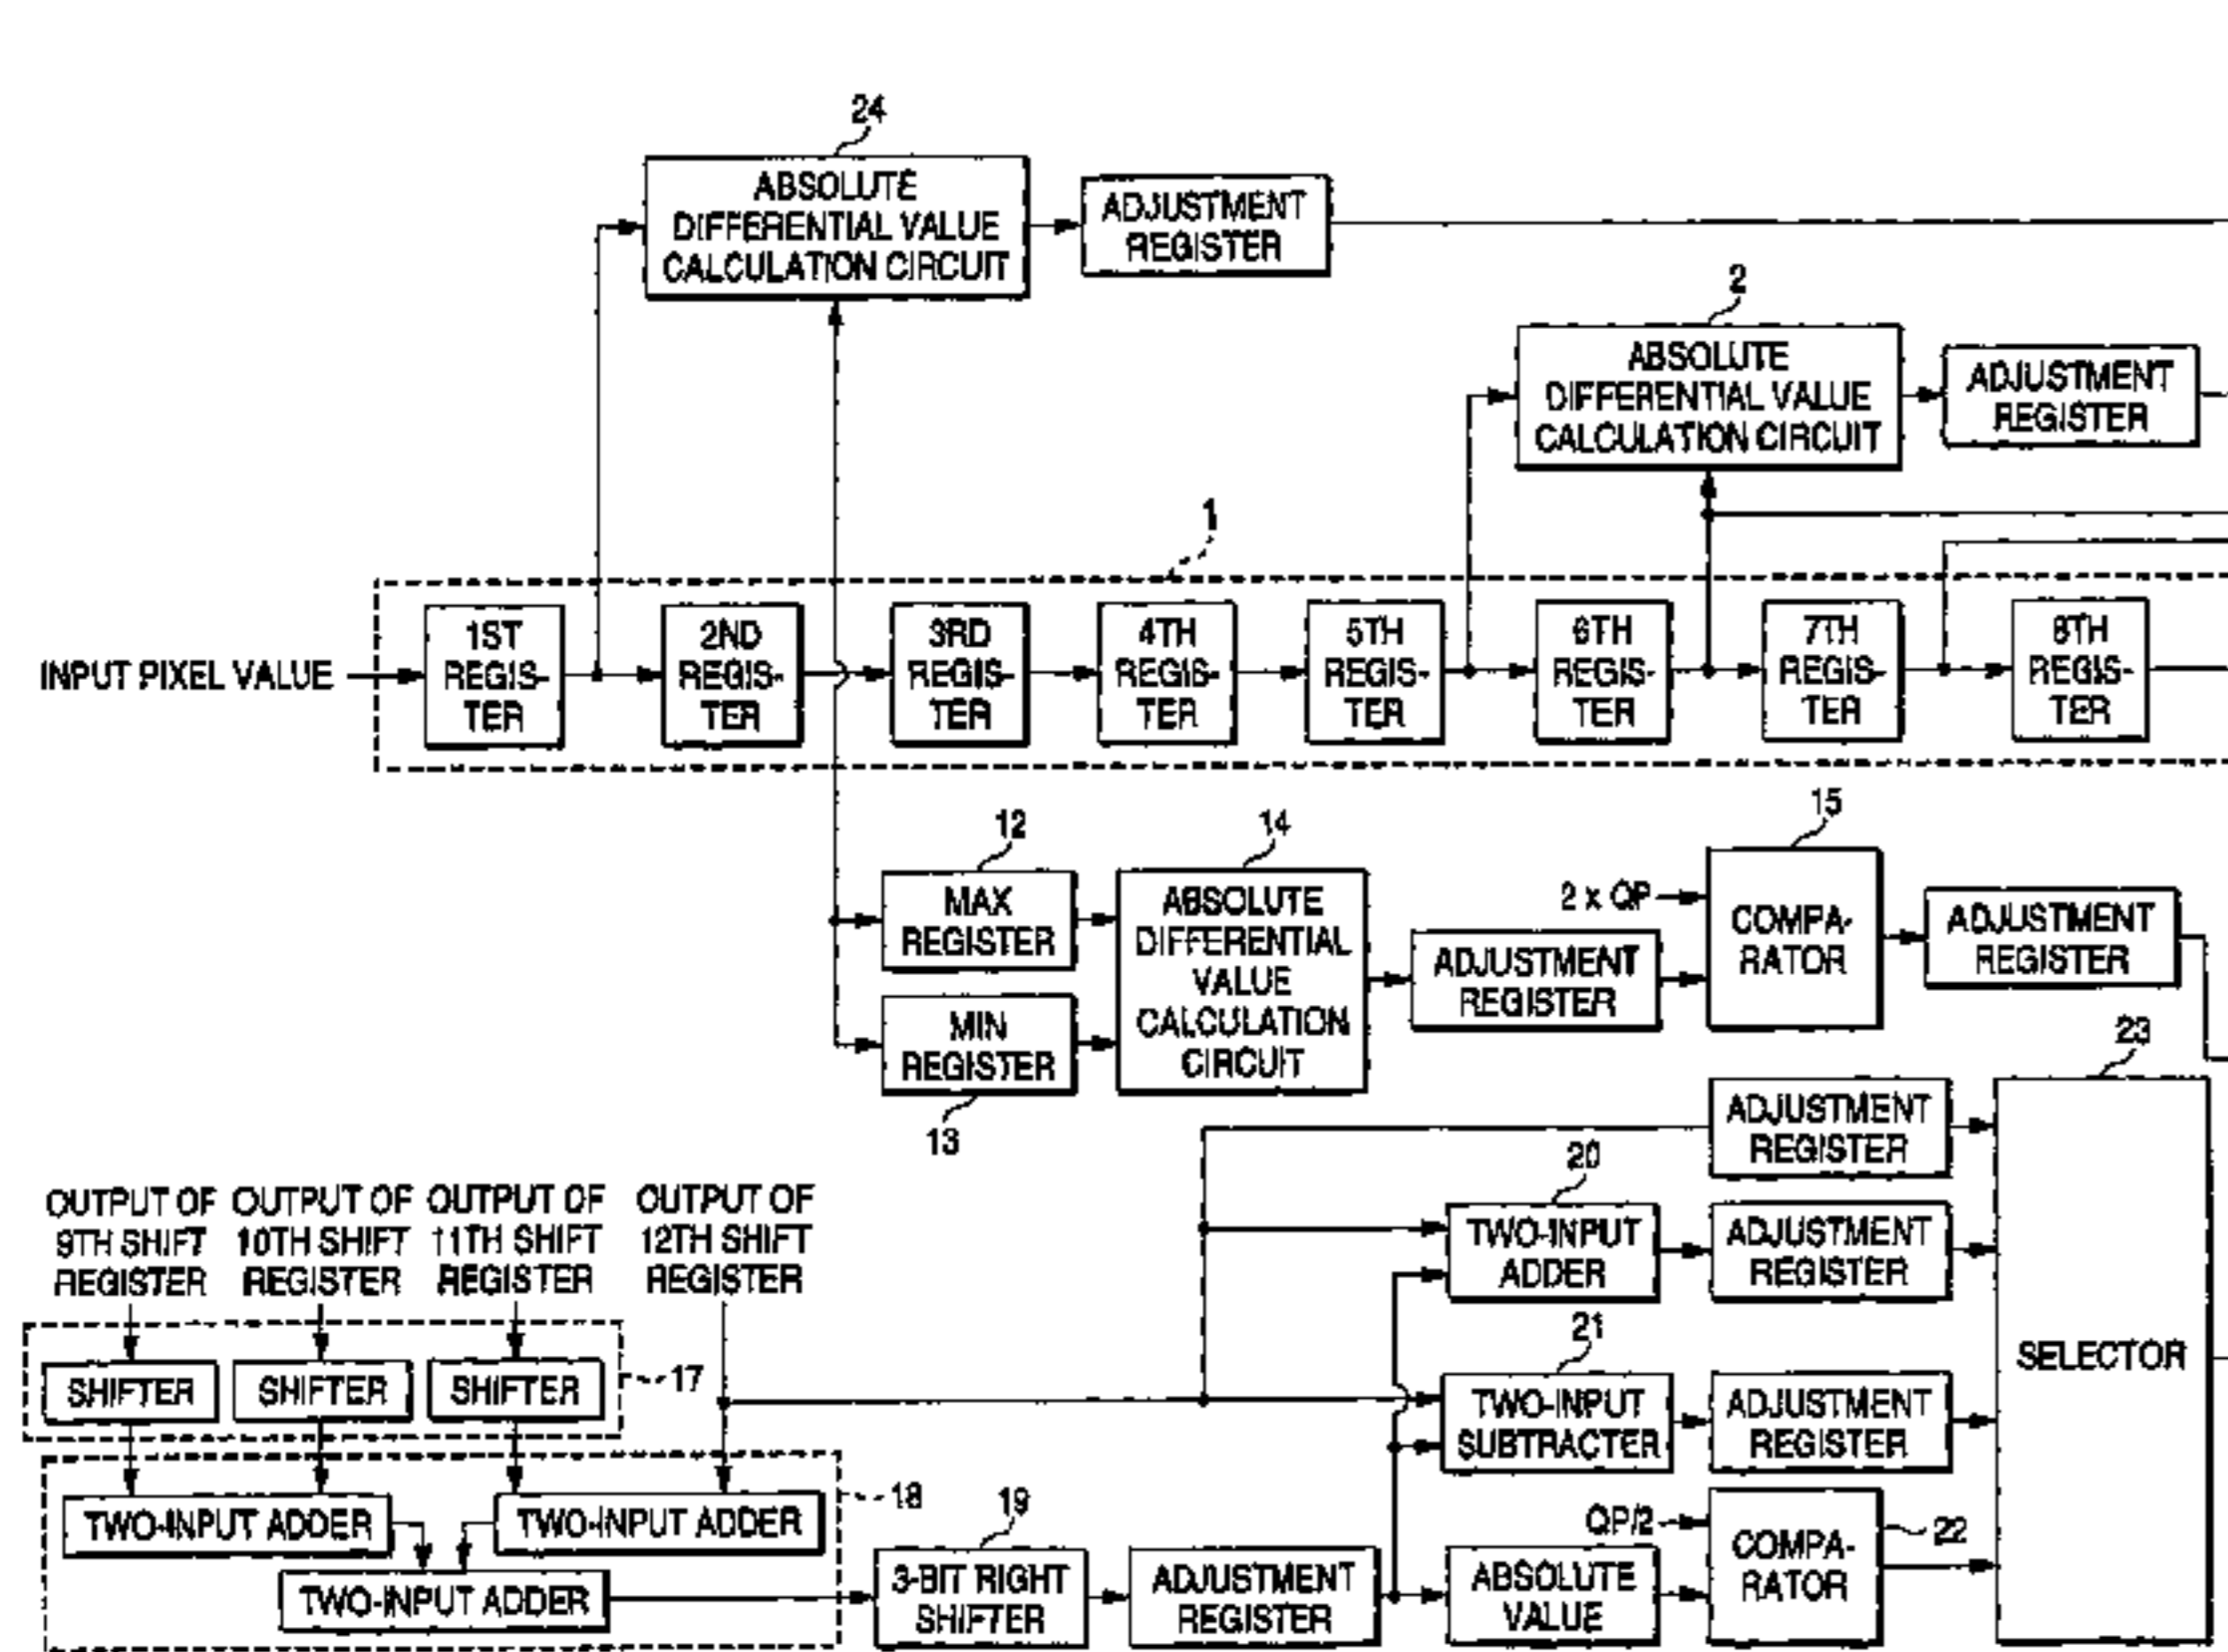 24
ABSOLUTE
DIFFERENTIAL VALUE
CALCULATION CIRCUIT
ADJUSTMENT
REGISTER
2
ABSOLUTE
DIFFERENTIAL VALUE
CALCULATION CIRCUIT
ADJUSTMENT
REGISTER
1
INPUT PIXEL VALUE
1ST
REGIS-
TER
2ND
REGIS-
TER
3RD
REGIS-
TER
4TH
REGIS-
TER
5TH
REGIS-
TER
6TH
REGIS-
TER
7TH
REGIS-
TER
8TH
REGIS-
TER
12
MAX
REGISTER
MIN
REGISTER
13
14
ABSOLUTE
DIFFERENTIAL
VALUE
CALCULATION
CIRCUIT
ADJUSTMENT
REGISTER
2 x QP
15
COMPA-
RATOR
ADJUSTMENT
REGISTER
23
ADJUSTMENT
REGISTER
OUTPUT OF
9TH SHIFT
REGISTER
OUTPUT OF
10TH SHIFT
REGISTER
OUTPUT OF
11TH SHIFT
REGISTER
OUTPUT OF
12TH SHIFT
REGISTER
20
TWO-INPUT
ADDER
ADJUSTMENT
REGISTER
SHIFTER
SHIFTER
SHIFTER
17
21
TWO-INPUT
SUBTRACTER
ADJUSTMENT
REGISTER
SELECTOR
TWO-INPUT ADDER
TWO-INPUT ADDER
18
TWO-INPUT ADDER
19
3-BIT RIGHT
SHIFTER
ADJUSTMENT
REGISTER
ABSOLUTE
VALUE
QP/2
COMPA-
RATOR
22